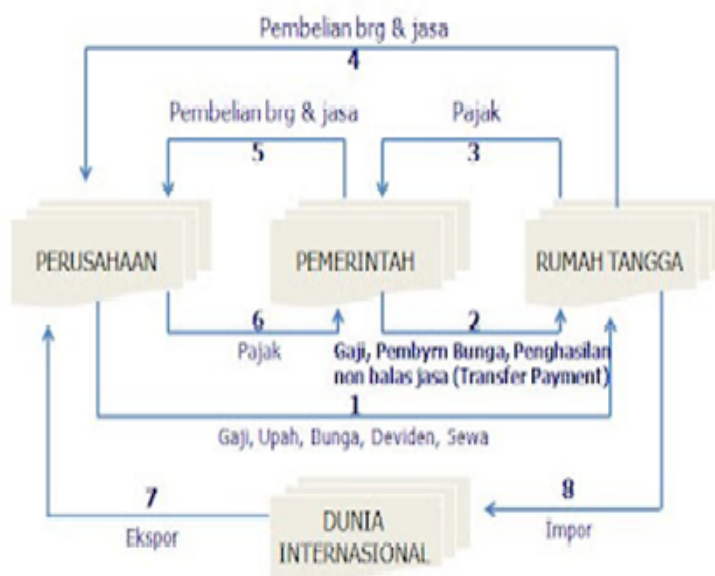 Pembelian brg & jasa
4
Pembelian brg & jasa
Pajak
5
3
PERUSAHAAN
PEMERINTAH
RUMAH TANGGA
6
2
Pajak
Gaji, Pembyrn Bunga, Penghasilan
non balas jasa (Transfer Payment)
1
Gaji, Upah, Bunga, Deviden, Sewa
7
8
Ekspor
DUNIA
INTERNASIONAL
Impor